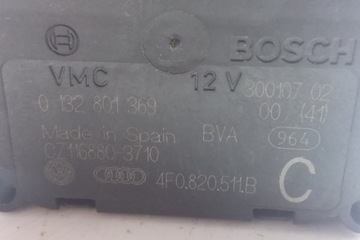 BOSCH
VMC 12 V 300107 02
0 132 801 369 00 (41)
Made in Spain BVA 964
CZ116880-3710
4F0.820.511.B C